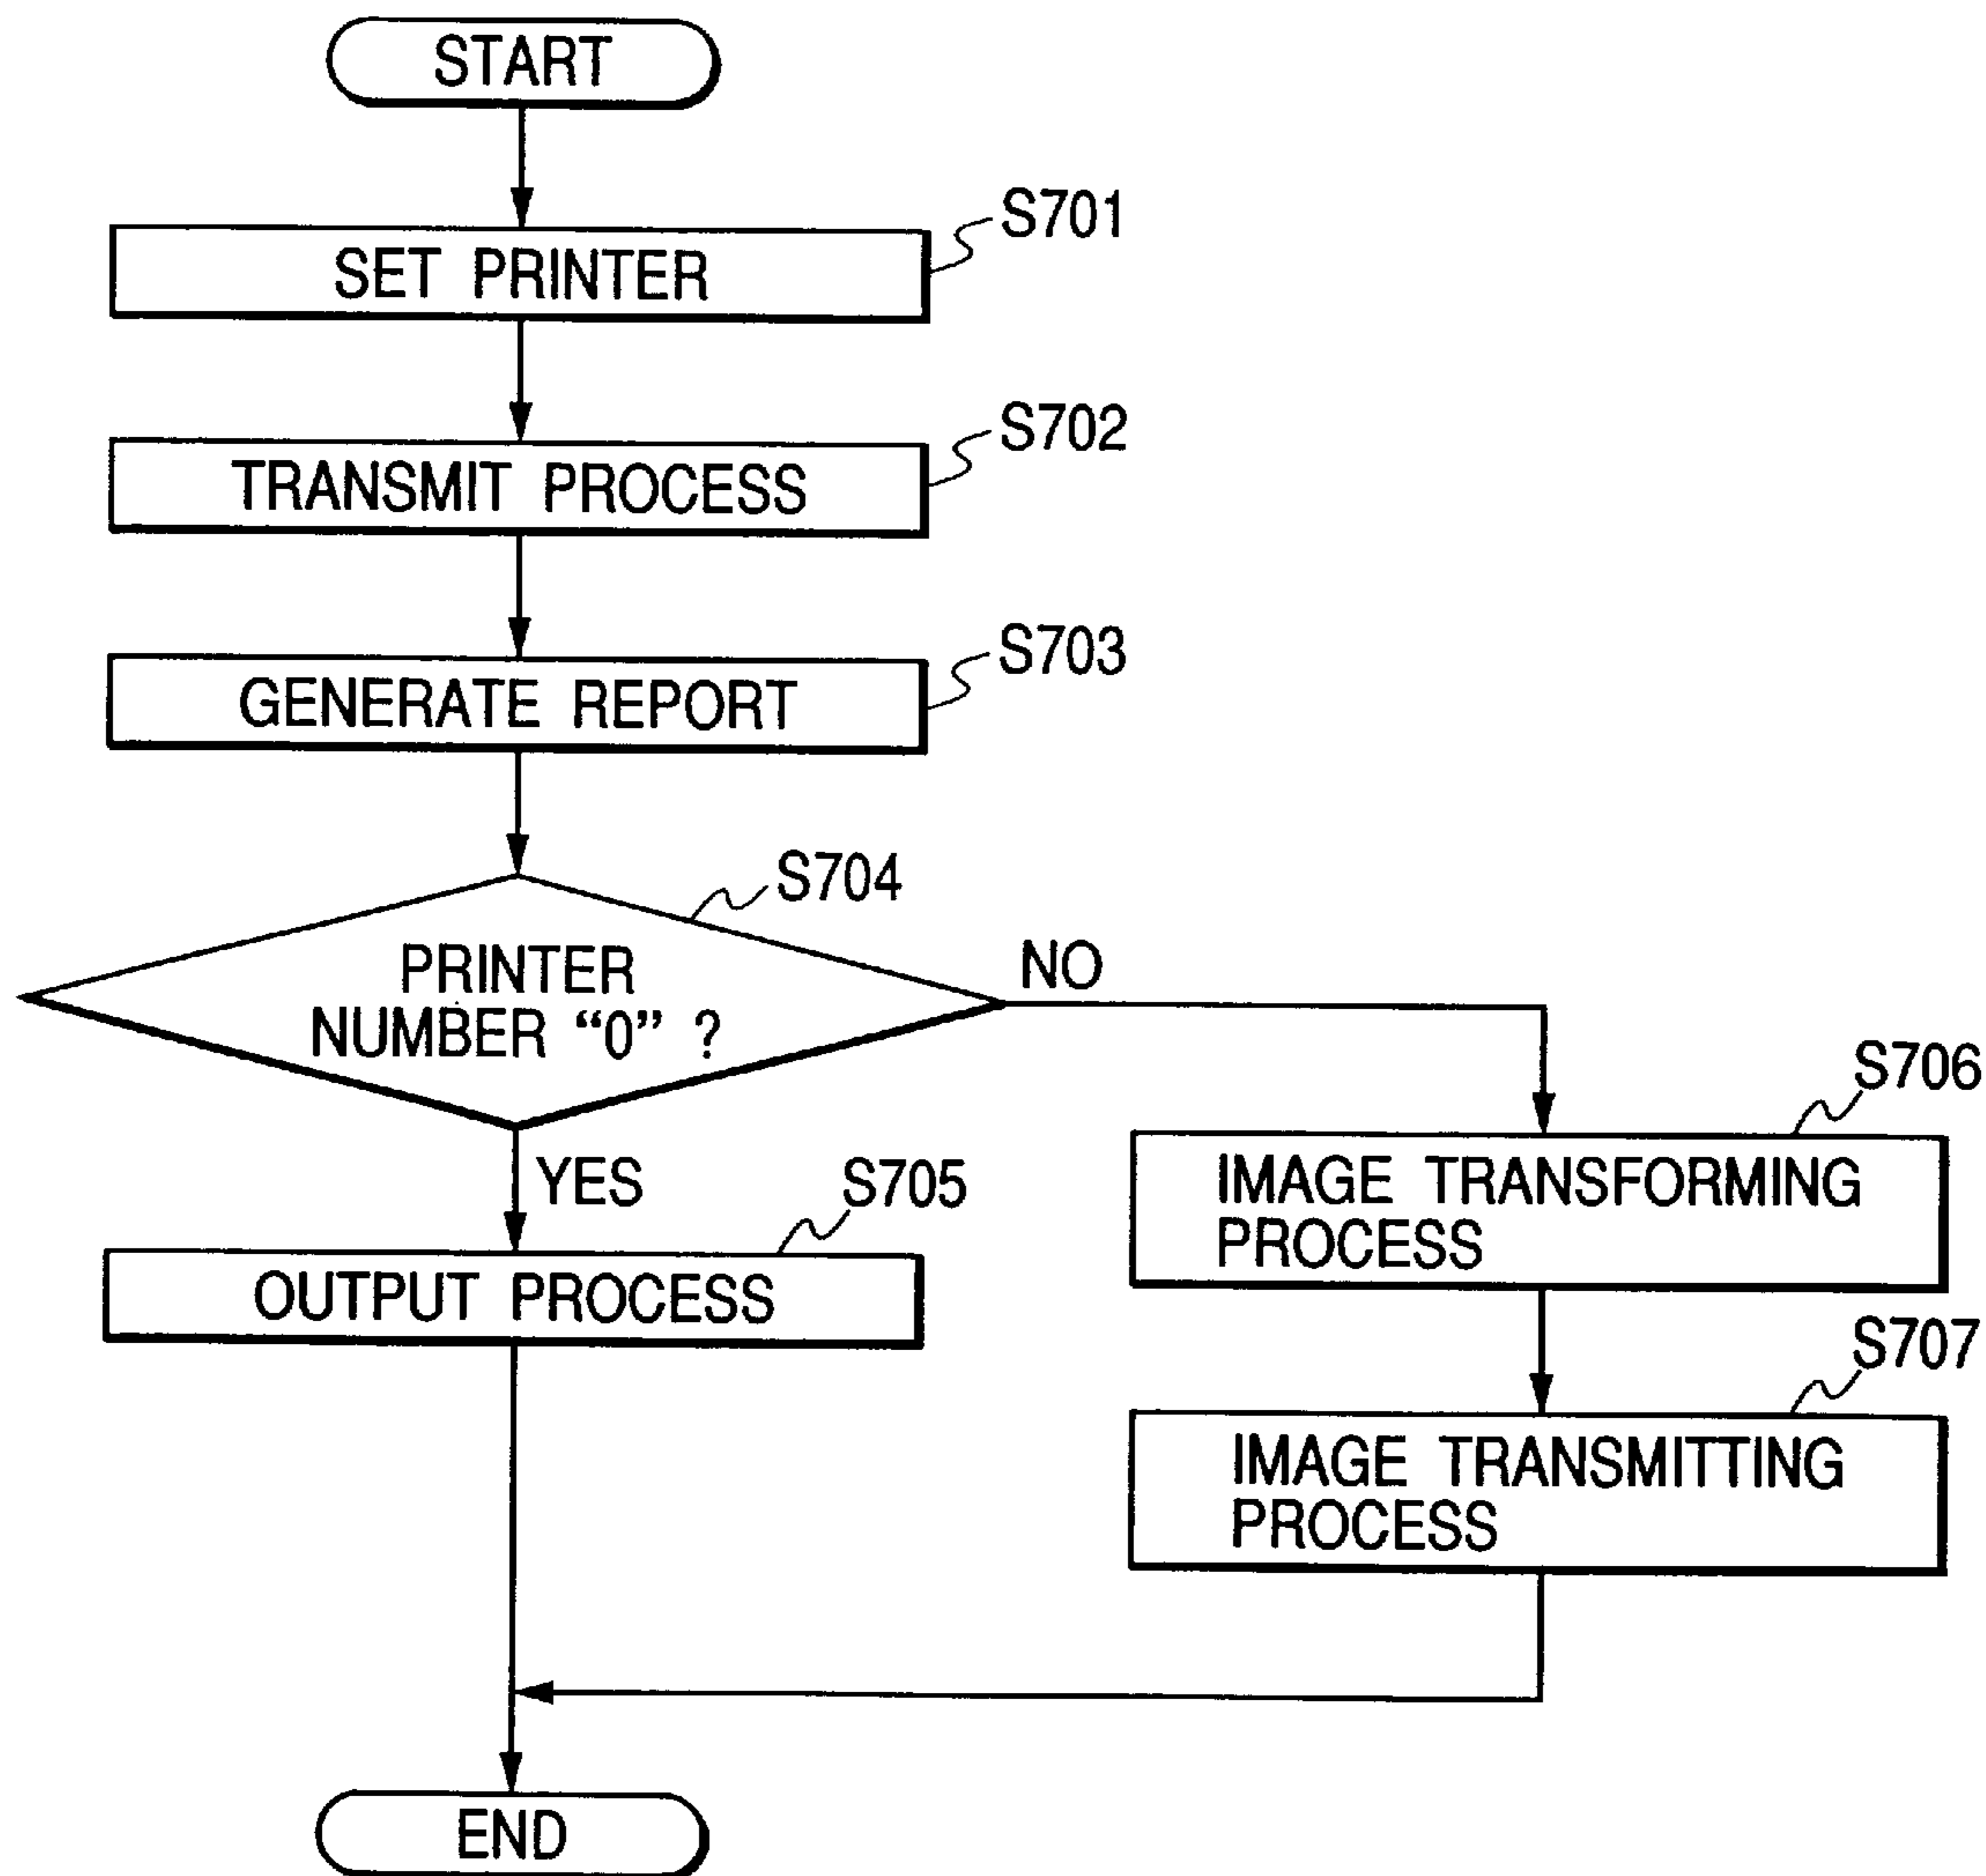 START
S701
SET PRINTER
S702
TRANSMIT PROCESS
S703
GENERATE REPORT
S704
PRINTER
NUMBER “0” ?
NO
YES
S705
OUTPUT PROCESS
S706
IMAGE TRANSFORMING
PROCESS
S707
IMAGE TRANSMITTING
PROCESS
END